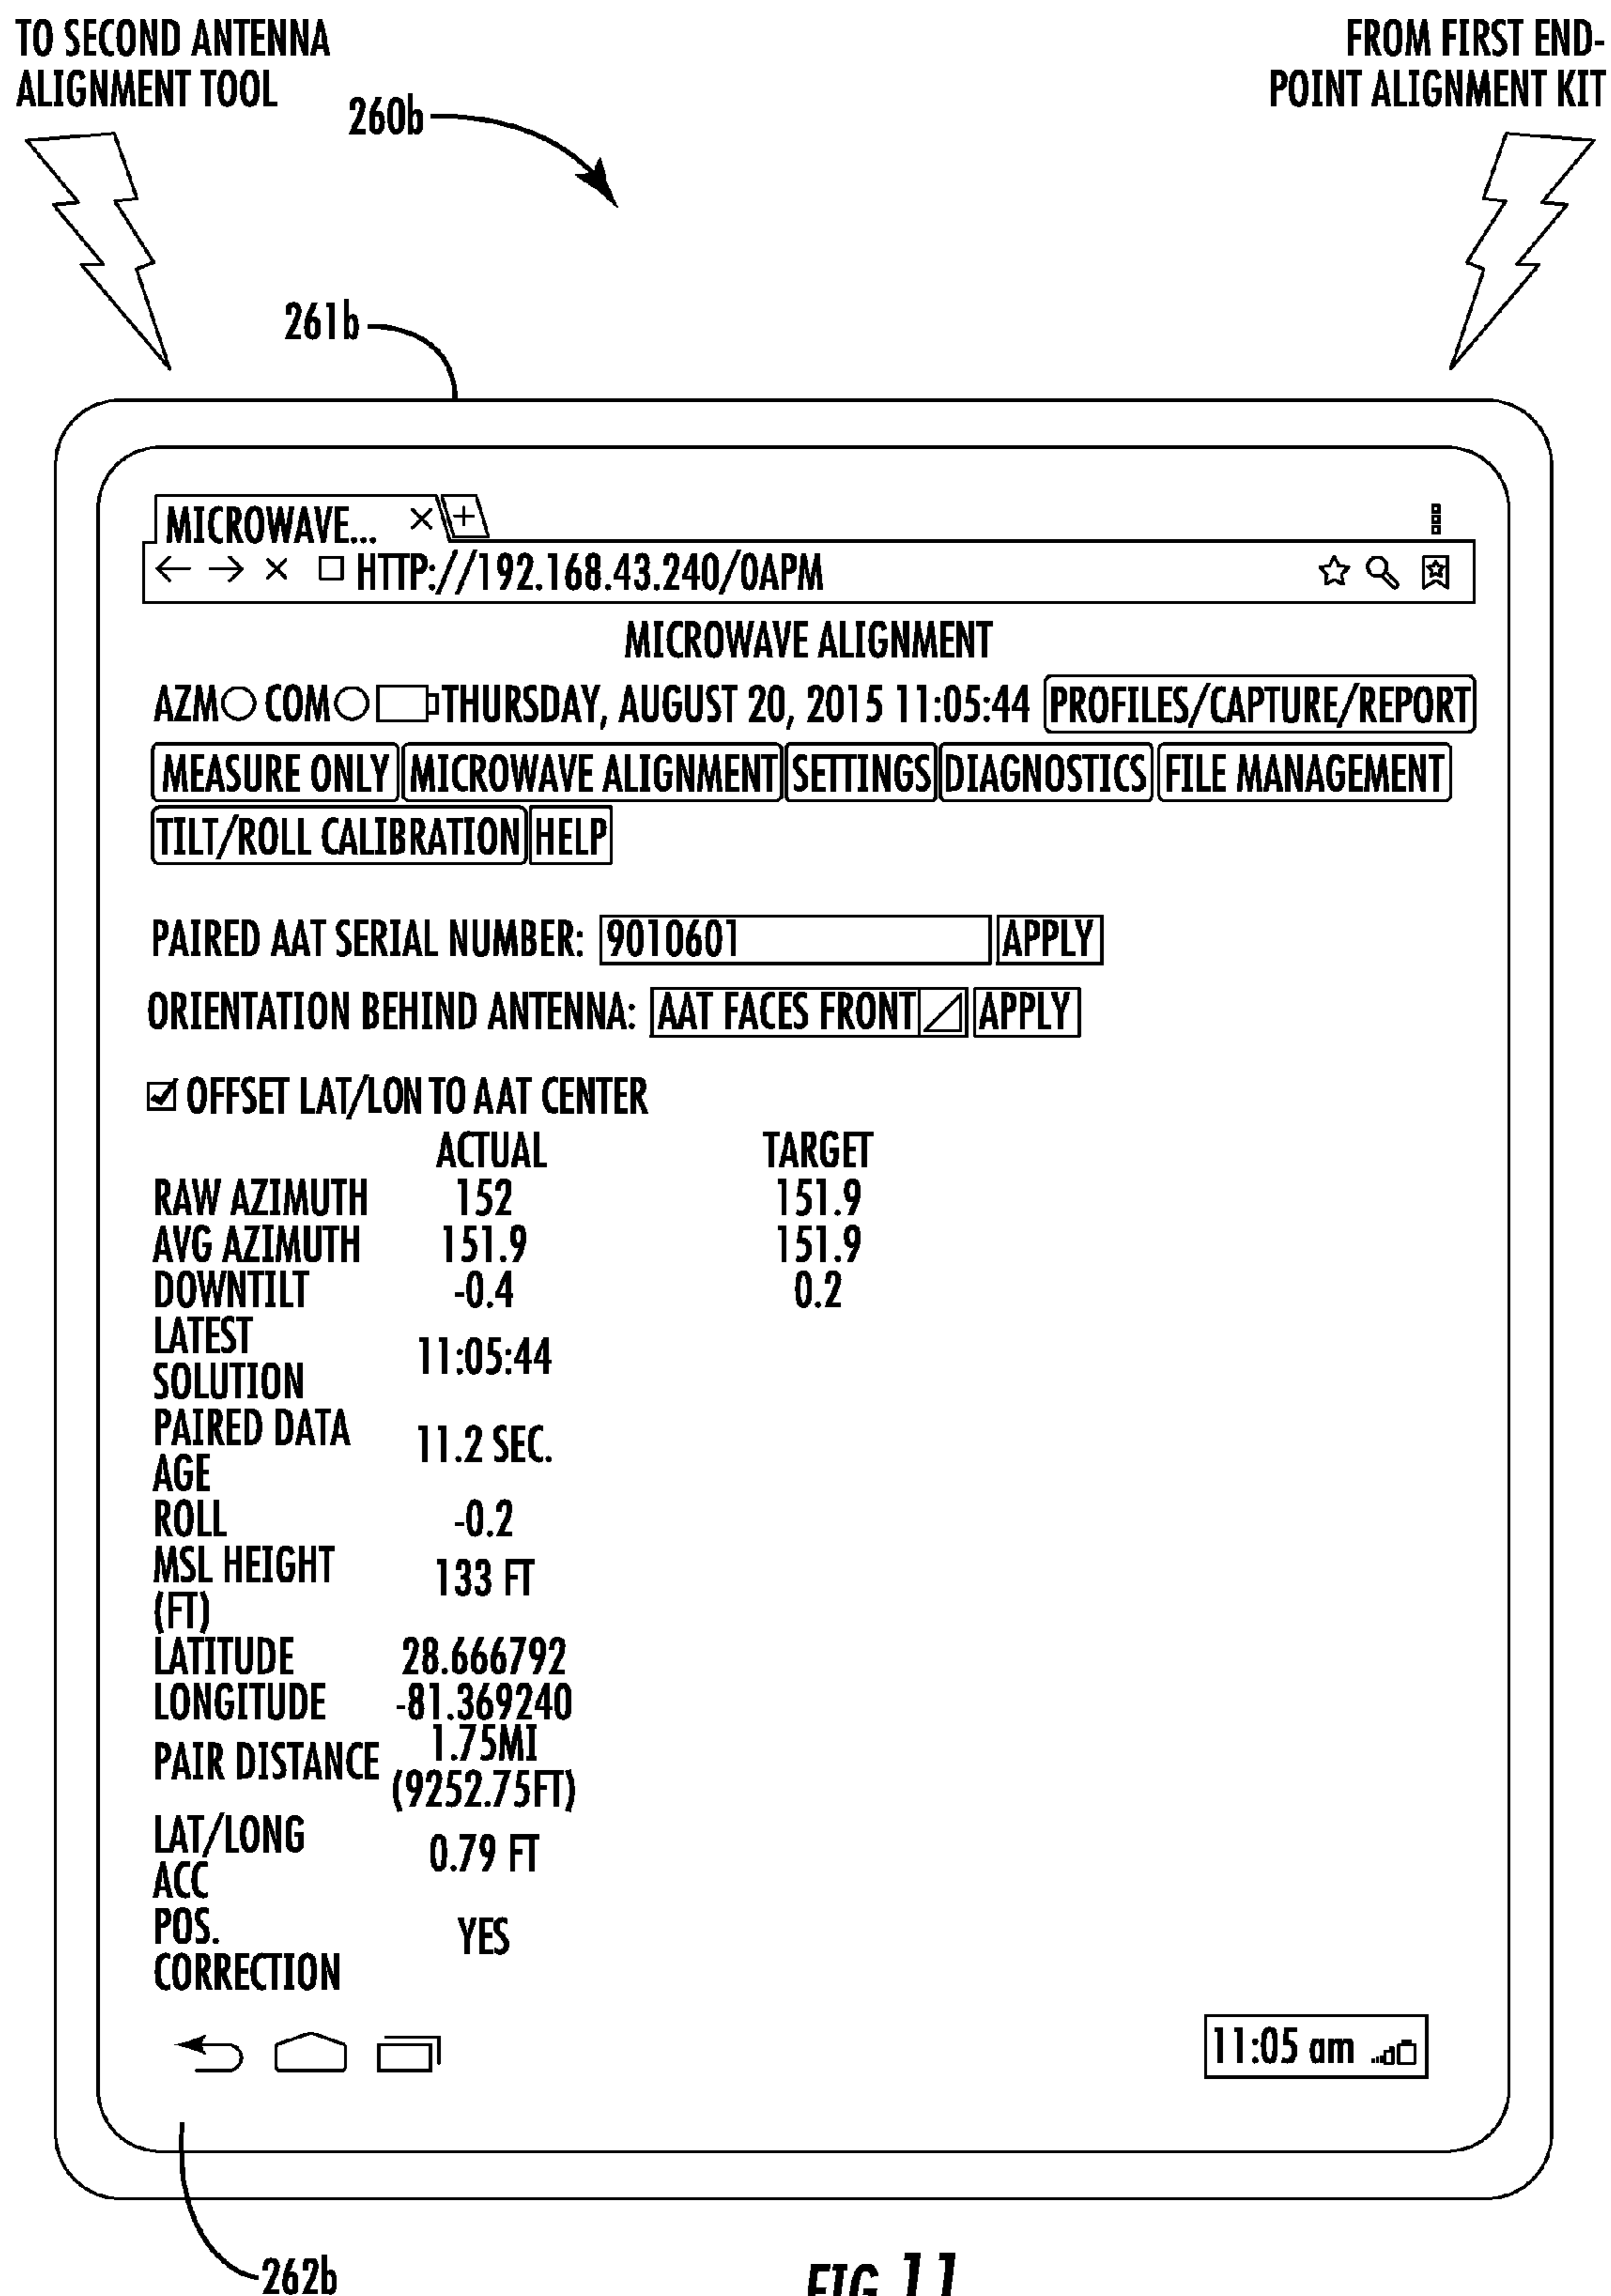 TO SECOND ANTENNA
ALIGNMENT TOOL
FROM FIRST END-
POINT ALIGNMENT KIT
260b
261b
MICROWAVE... × +
← → × HTTP://192.168.43.240/0APM
MICROWAVE ALIGNMENT
AZM COM THURSDAY, AUGUST 20, 2015 11:05:44 PROFILES/CAPTURE/REPORT
MEASURE ONLY MICROWAVE ALIGNMENT SETTINGS DIAGNOSTICS FILE MANAGEMENT
TILT/ROLL CALIBRATION HELP
PAIRED AAT SERIAL NUMBER: 9010601 APPLY
ORIENTATION BEHIND ANTENNA: AAT FACES FRONT APPLY
OFFSET LAT/LON TO AAT CENTER
ACTUAL TARGET
RAW AZIMUTH 152 151.9
AVG AZIMUTH 151.9 151.9
DOWNTILT -0.4 0.2
LATEST
SOLUTION
11:05:44
PAIRED DATA
AGE
11.2 SEC.
ROLL -0.2
MSL HEIGHT
(FT)
133 FT
LATITUDE 28.666792
LONGITUDE -81.369240
PAIR DISTANCE
1.75MI
(9252.75FT)
LAT/LONG
ACC
0.79 FT
POS.
CORRECTION
YES
11:05 am
262b
FIG 11